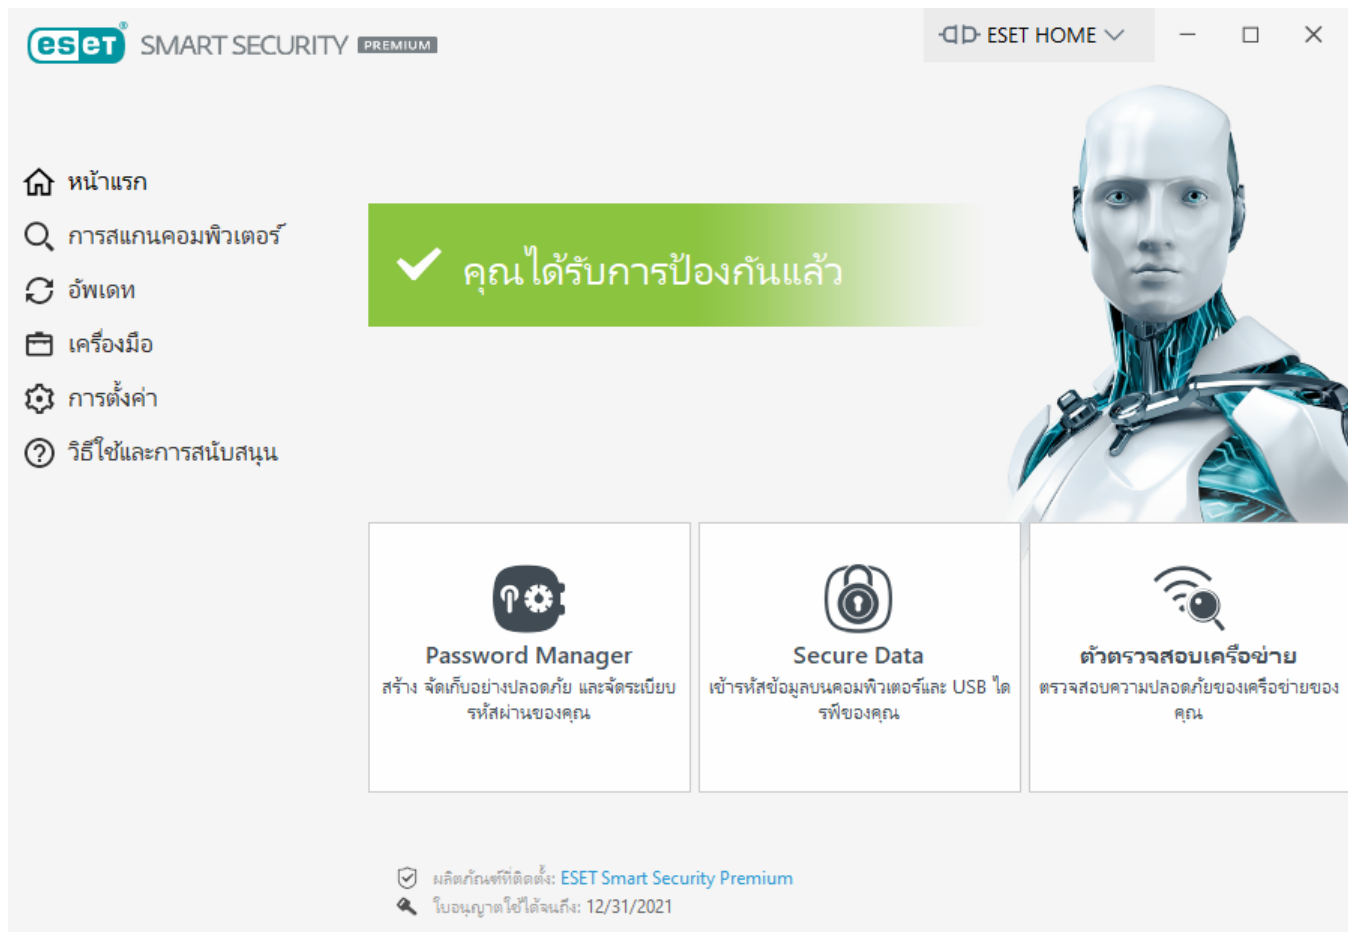 eset® SMART SECURITY PREMIUM
ESET HOME
หน้าแรก
การสแกนคอมพิวเตอร์
อัพเดท
เครื่องมือ
การตั้งค่า
วิธีใช้และการสนับสนุน
คุณได้รับการป้องกันแล้ว
Password Manager
สร้าง จัดเก็บอย่างปลอดภัย และจัดระเบียบ
รหัสผ่านของคุณ
Secure Data
เข้ารหัสข้อมูลบนคอมพิวเตอร์และ USB ได
รฟ์ของคุณ
ตัวตรวจสอบเครือข่าย
ตรวจสอบความปลอดภัยของเครือข่ายของ
คุณ
ผลิตภัณฑ์ที่ติดตั้ง: ESET Smart Security Premium
ใบอนุญาตใช้ได้จนถึง: 12/31/2021